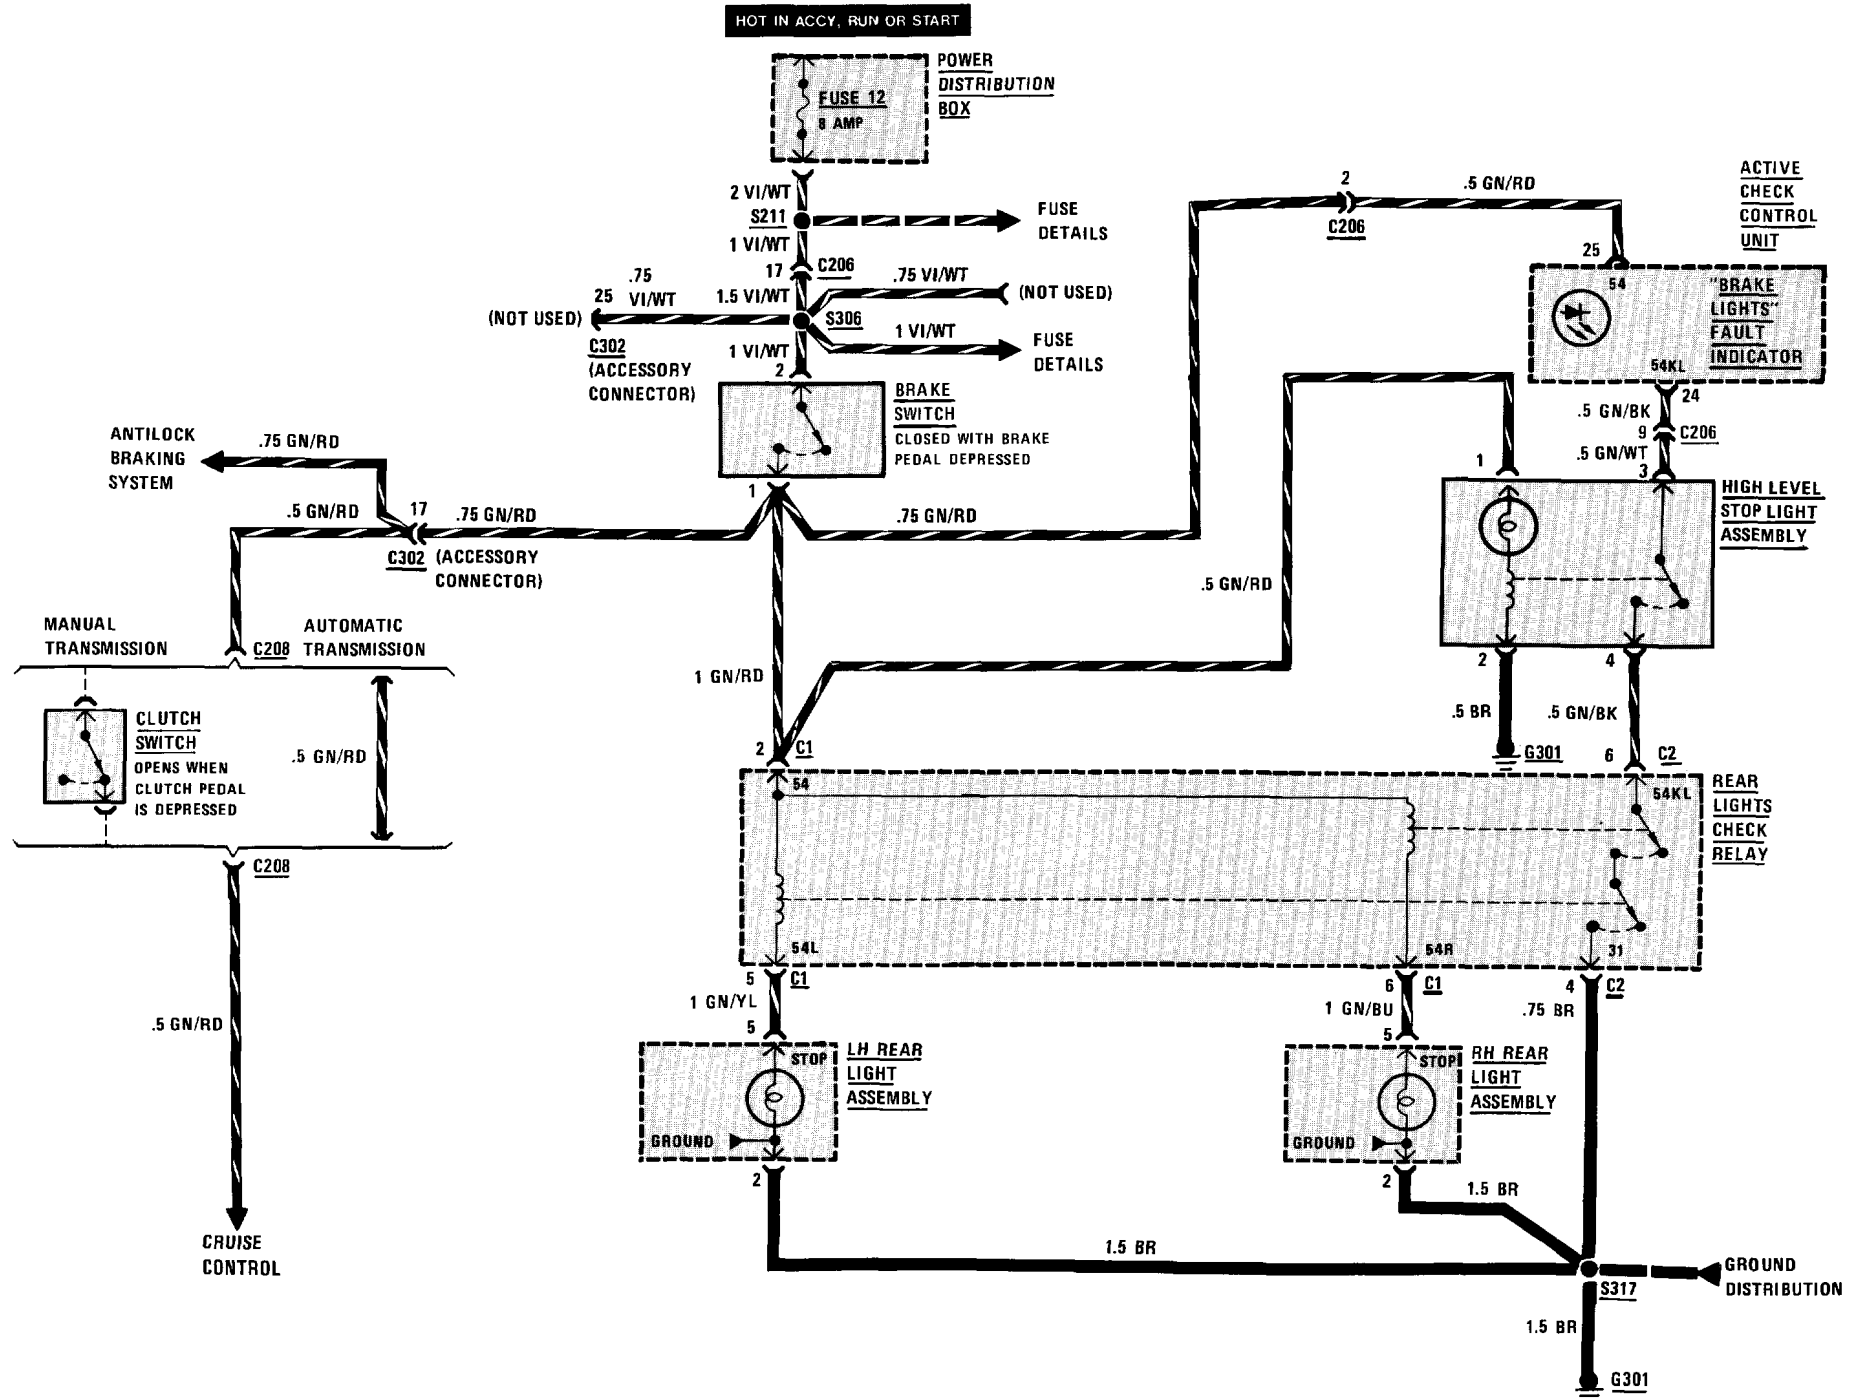 HOT IN ACCY, RUN OR START
POWER
DISTRIBUTION
BOX
FUSE 12
8 AMP
2 VI/WT
S211
FUSE
DETAILS
1 VI/WT
17
C206
.75
VI/WT
25
1.5 VI/WT
.75 VI/WT
(NOT USED)
(NOT USED)
S306
C302
(ACCESSORY
CONNECTOR)
1 VI/WT
1 VI/WT
FUSE
DETAILS
2
BRAKE
SWITCH
CLOSED WITH BRAKE
PEDAL DEPRESSED
1
2
C206
.5 GN/RD
ACTIVE
CHECK
CONTROL
UNIT
25
54
"BRAKE
LIGHTS"
FAULT
INDICATOR
54KL
24
.5 GN/BK
9
C206
.5 GN/WT
3
1
HIGH LEVEL
STOP LIGHT
ASSEMBLY
ANTILOCK
BRAKING
SYSTEM
.75 GN/RD
.5 GN/RD
17
.75 GN/RD
C302
(ACCESSORY
CONNECTOR)
.75 GN/RD
.5 GN/RD
MANUAL
TRANSMISSION
C208
AUTOMATIC
TRANSMISSION
CLUTCH
SWITCH
OPENS WHEN
CLUTCH PEDAL
IS DEPRESSED
.5 GN/RD
C208
.5 GN/RD
CRUISE
CONTROL
1 GN/RD
2
C1
2
4
.5 BR
.5 GN/BK
G301
6
C2
54
54KL
REAR
LIGHTS
CHECK
RELAY
54L
54R
31
5
C1
6
C1
4
C2
1 GN/YL
1 GN/BU
.75 BR
5
5
STOP
LH REAR
LIGHT
ASSEMBLY
GROUND
2
STOP
RH REAR
LIGHT
ASSEMBLY
GROUND
2
1.5 BR
1.5 BR
GROUND
DISTRIBUTION
S317
1.5 BR
G301